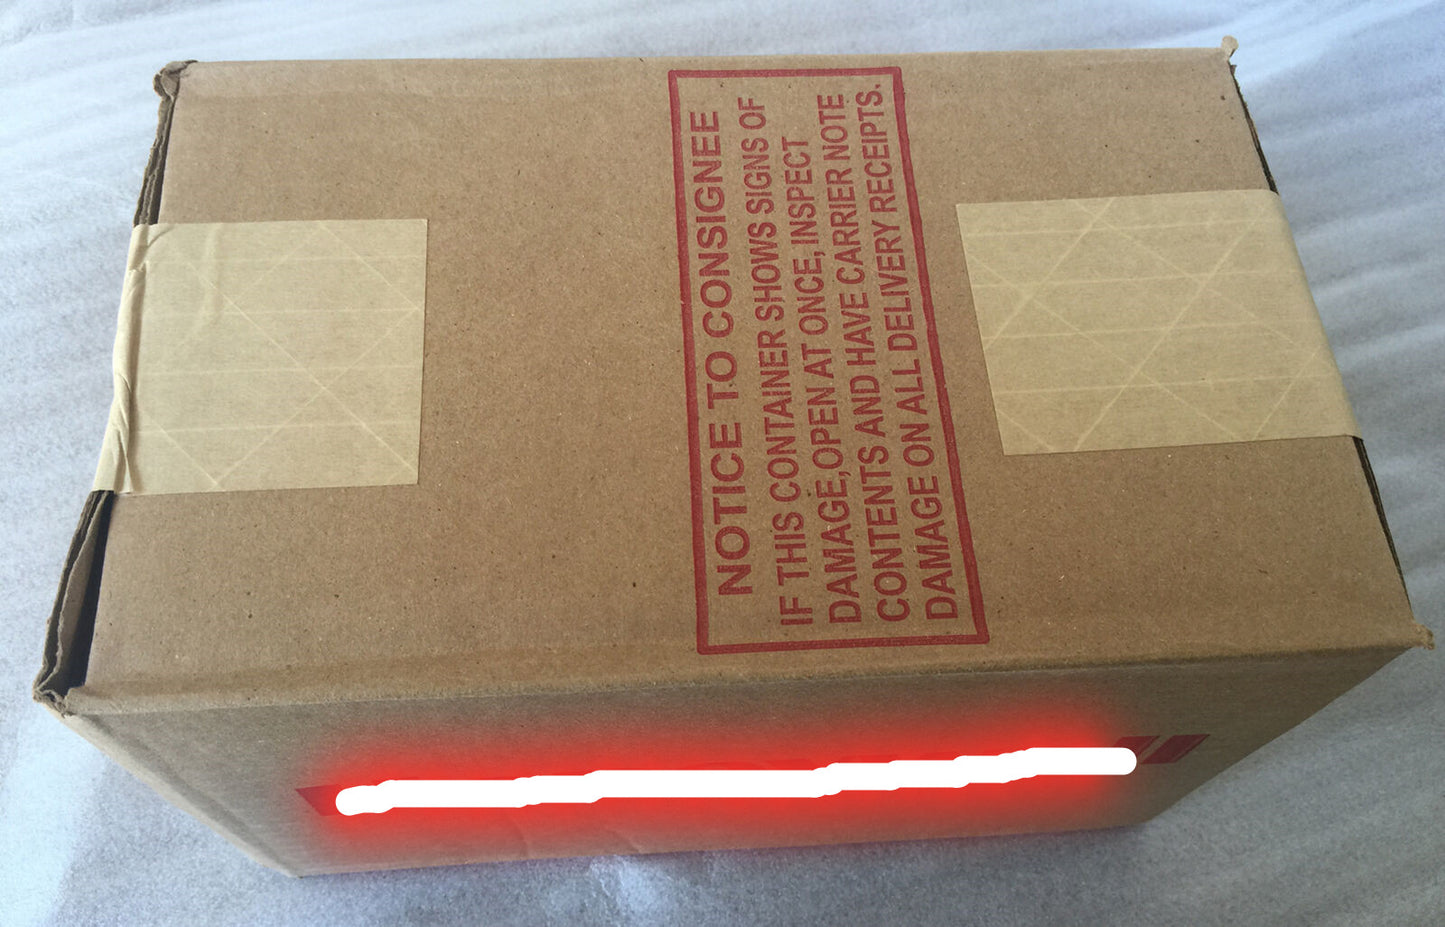 NOTICE TO CONSIGNEE
IF THIS CONTAINER SHOWS SIGNS OF
DAMAGE,OPEN AT ONCE, INSPECT
CONTENTS AND HAVE CARRIER NOTE
DAMAGE ON ALL DELIVERY RECEIPTS.